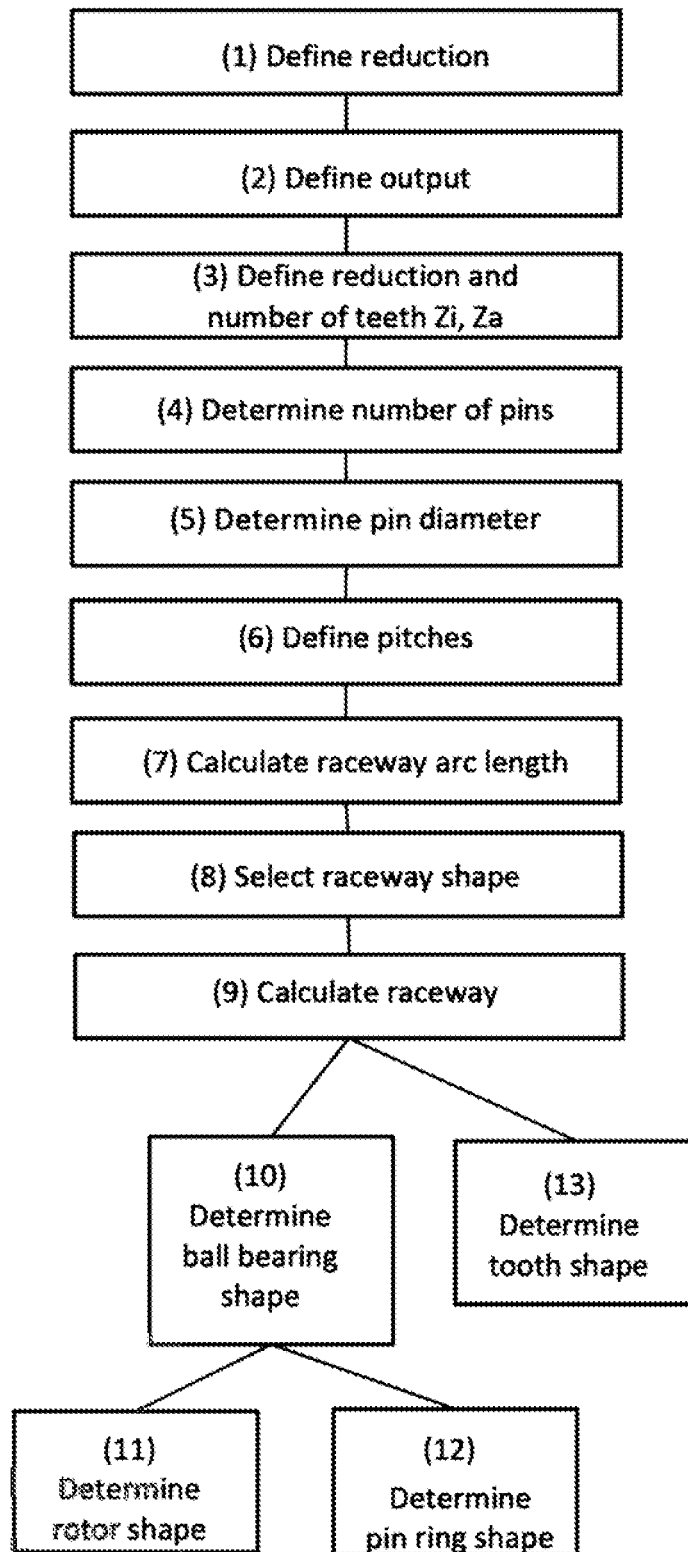 (1) Define reduction
(2) Define output
(3) Define reduction and
number of teeth Zi, Za
(4) Determine number of pins
(5) Determine pin diameter
(6) Define pitches
(7) Calculate raceway arc length
(8) Select raceway shape
(9) Calculate raceway
(10)
Determine
ball bearing
shape
(13)
Determine
tooth shape
(11)
Determine
rotor shape
(12)
Determine
pin ring shape